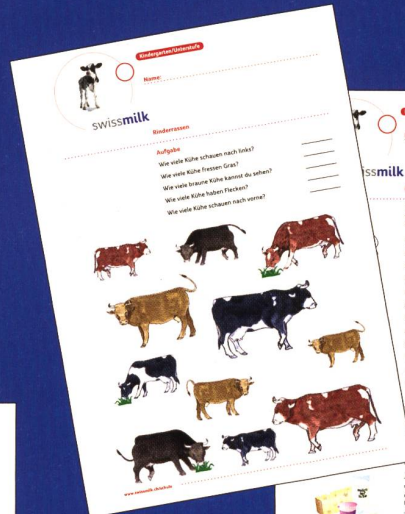 Kindergarten/Unterstufe
Name:
swissmilk
Rinderrassen
Aufgabe
Wie viele Kühe schauen nach links?
Wie viele Kühe fressen Gras?
Wie viele braune Kühe kannst du sehen?
Wie viele Kühe haben Flecken?
Wie viele Kühe schauen nach vorne?
issmilk